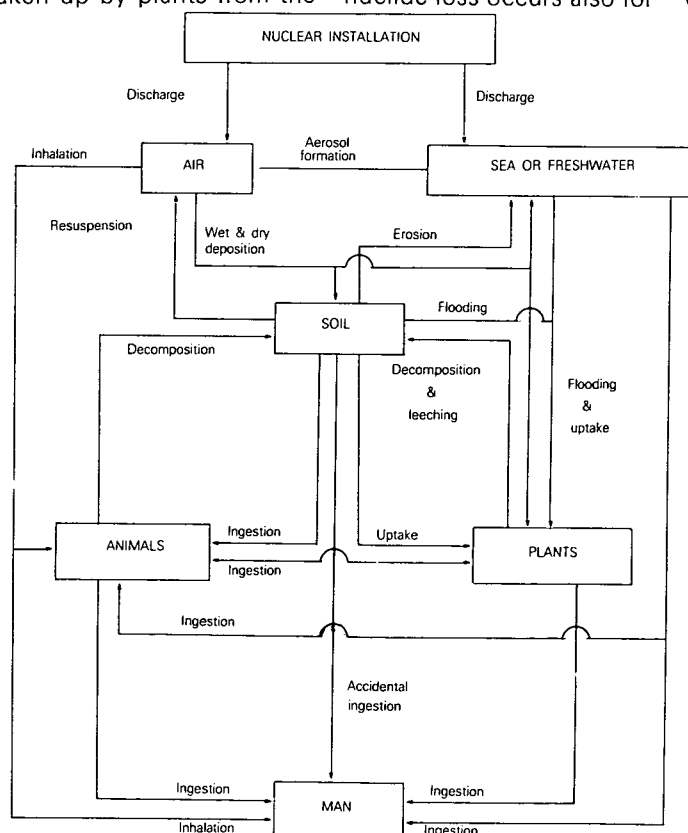 taken up by plants from the nuclide loss occurs also for
NUCLEAR INSTALLATION
Discharge
Discharge
Inhalation
AIR
Aerosol
formation
SEA OR FRESHWATER
Resuspension
Wet & dry
deposition
Erosion
SOIL
Flooding
Decomposition
Decomposition
&
leeching
Flooding
&
uptake
Ingestion
ANIMALS
Uptake
PLANTS
Ingestion
Ingestion
Accidental
ingestion
Ingestion
MAN
Ingestion
Inhalation
Ingestion